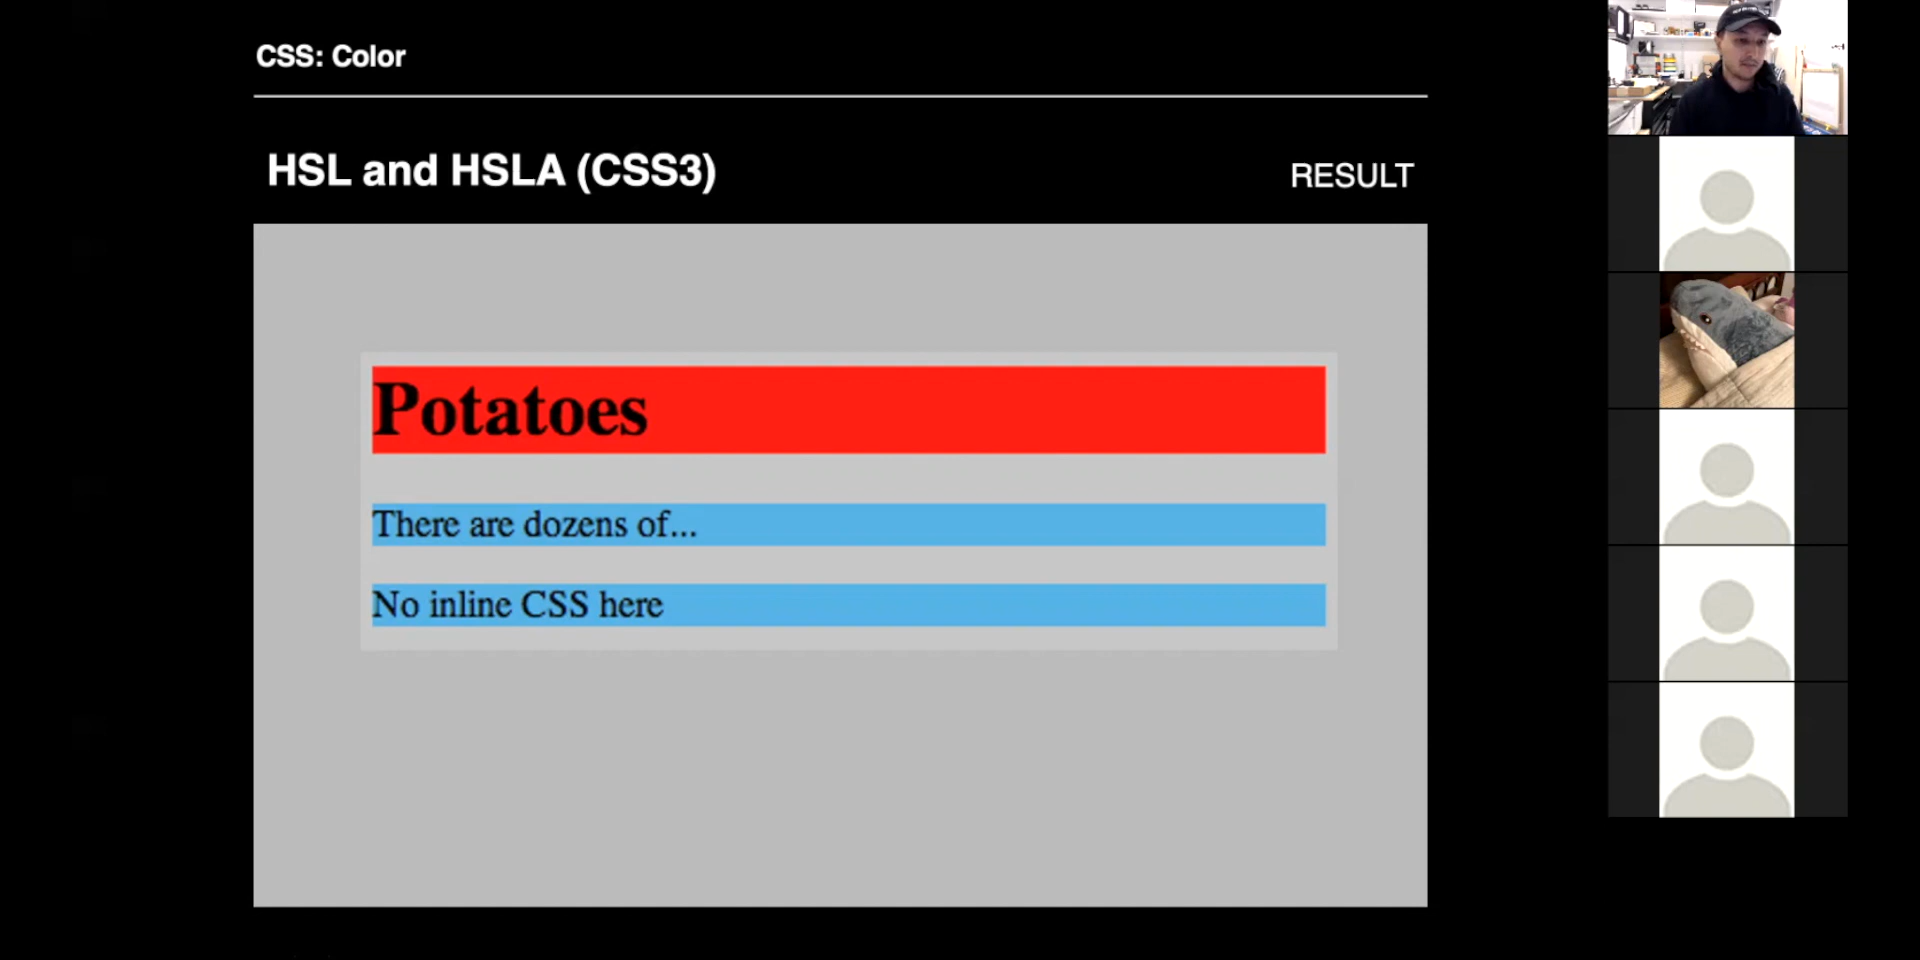 CSS: Color
HSL and HSLA (CSS3)
RESULT
Potatoes
There are dozens of...
No inline CSS here